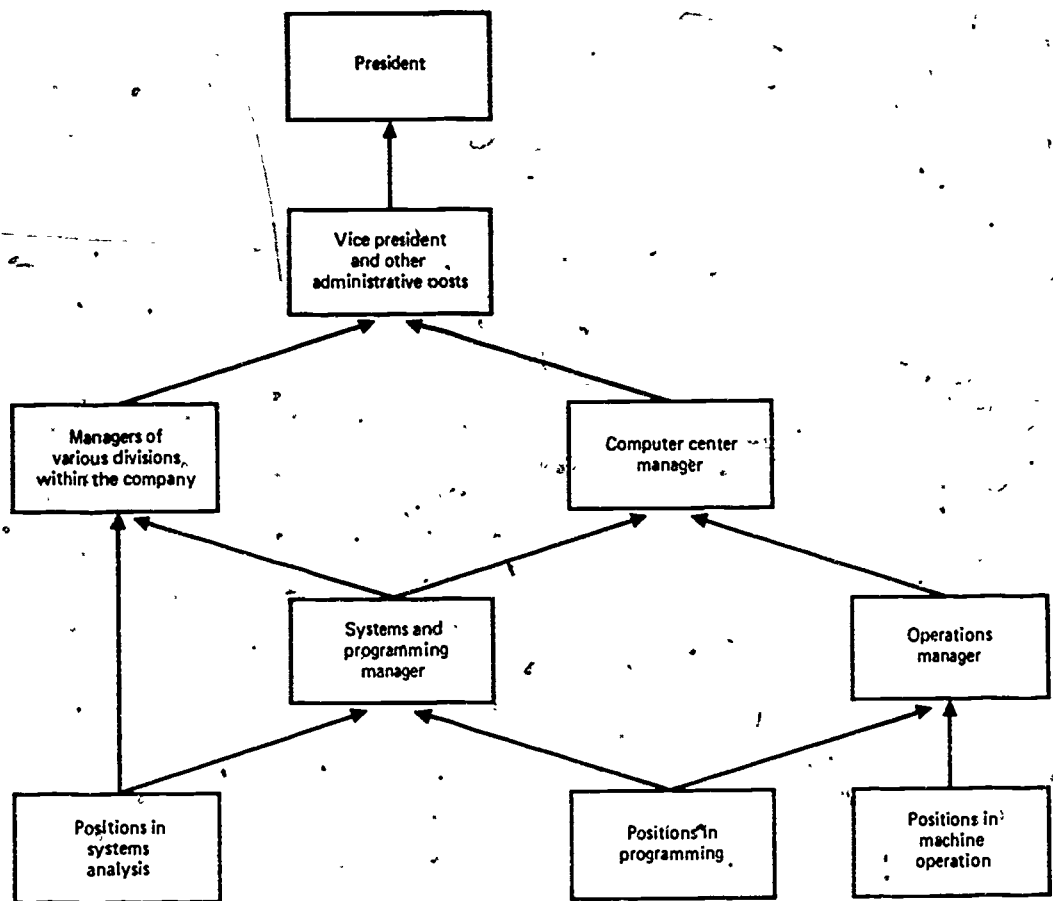 President
Vice president
and other
administrative posts
Managers of
various divisions
within the company
Computer center
manager
Systems and
programming
manager
Operations
manager
Positions in
systems
analysis
Positions in
programming
Positions in
machine
operation